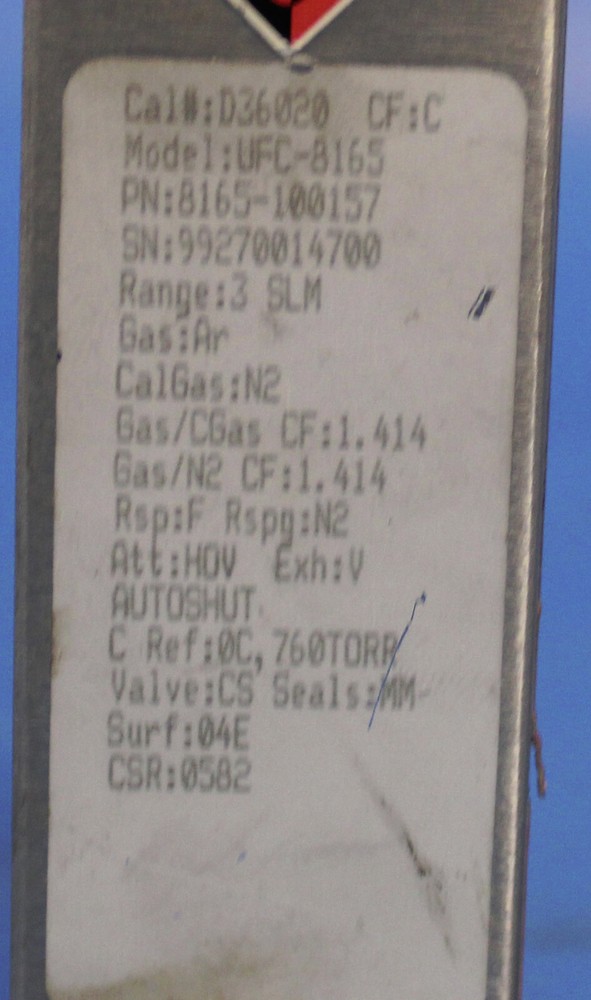 Cal#:D36020 CF:C
Model:UFC-8165
PN:8165-100157
SN:99270014700
Range:3 SLM
Gas:Ar
CalGas:N2
Gas/CGas CF:1.414
Gas/N2 CF:1.414
Rsp:F Rspg:N2
Att:HOV Exh:V
AUTOSHUT
C Ref:0C,760TORR
Valve:CS Seals:MM
Surf:04E
CSR:0582